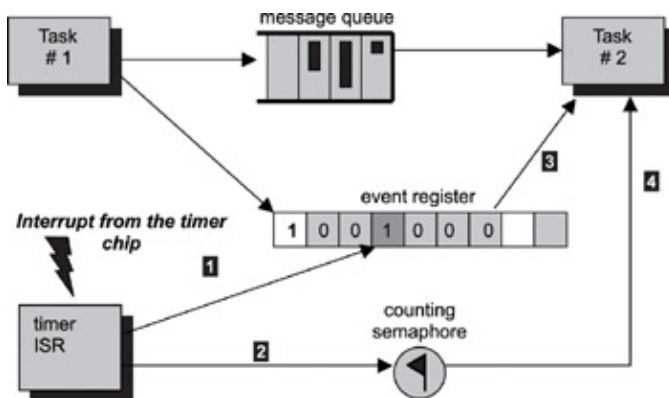 message queue
Task
# 1
Task
# 2
3
4
event register
1 0 0 1 0 0 0
Interrupt from the timer
chip
1
counting
semaphore
timer
ISR
2